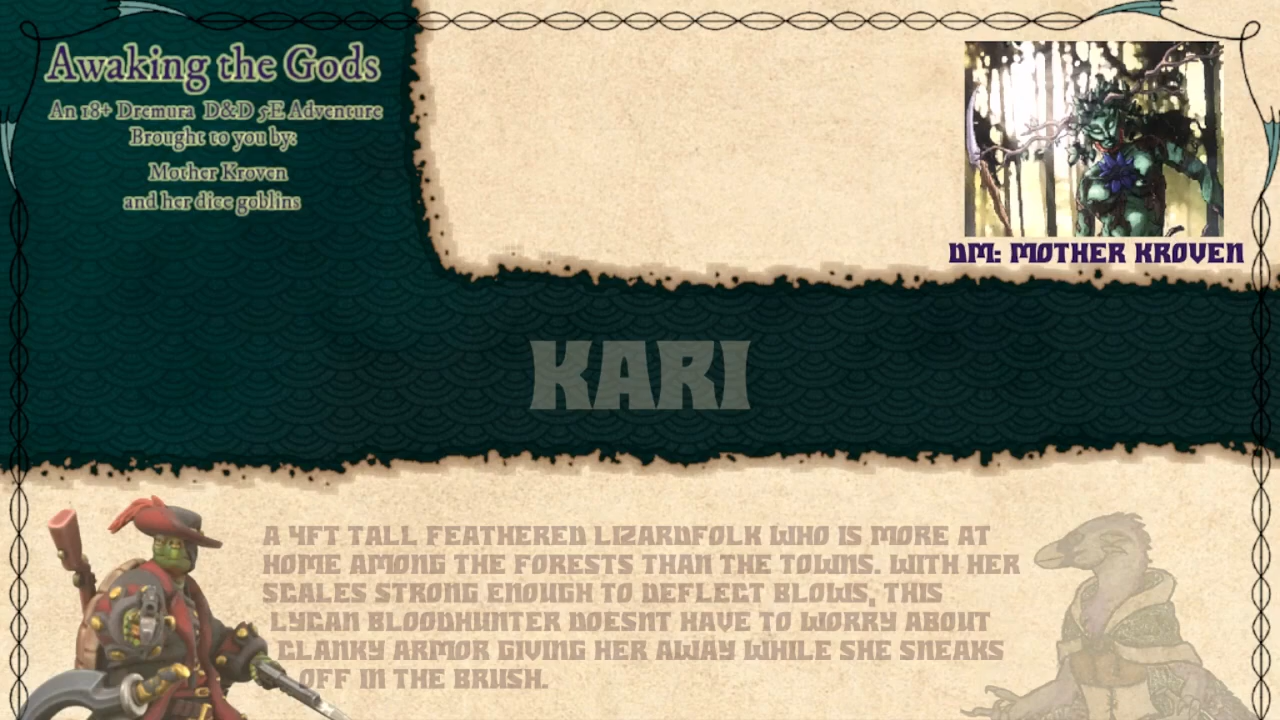 Awaking the Gods
An 18+ Dremura D&D 5E Adventure
Brought to you by:
Mother Kroven
and her dice goblins
DM: MOTHER KROVEN
KARI
A 4FT TALL FEATHERED LIZARDFOLK WHO IS MORE AT
HOME AMONG THE FORESTS THAN THE TOWNS. WITH HER
SCALES STRONG ENOUGH TO DEFLECT BLOWS, THIS
LYCAN BLOODHUNTER DOESNT HAVE TO WORRY ABOUT
CLANKY ARMOR GIVING HER AWAY WHILE SHE SNEAKS
OFF IN THE BRUSH.